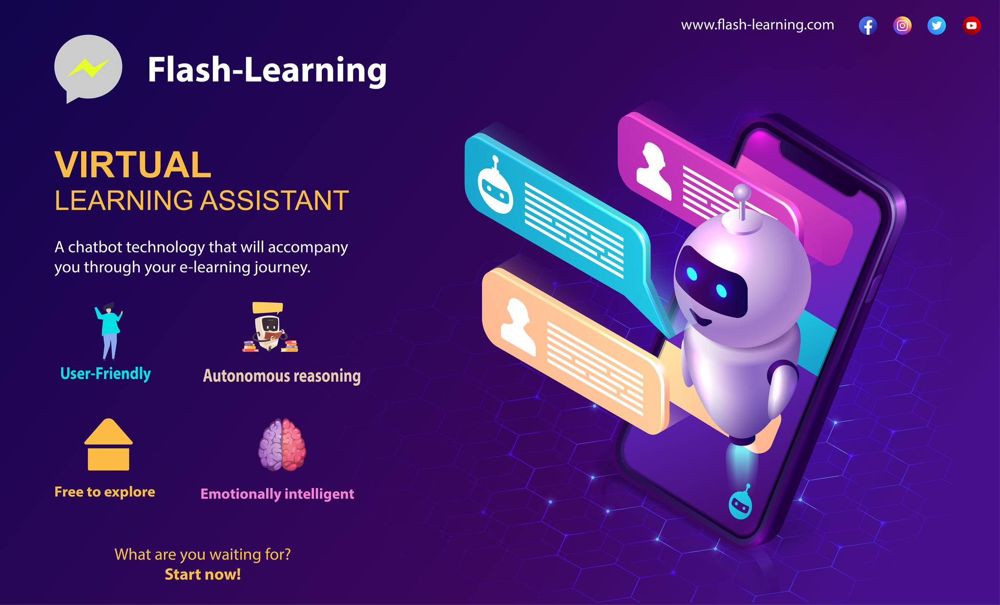 www.flash-learning.com
Flash-Learning
VIRTUAL
LEARNING ASSISTANT
A chatbot technology that will accompany
you through your e-learning journey.
User-Friendly
Autonomous reasoning
Free to explore
Emotionally intelligent
What are you waiting for?
Start now!